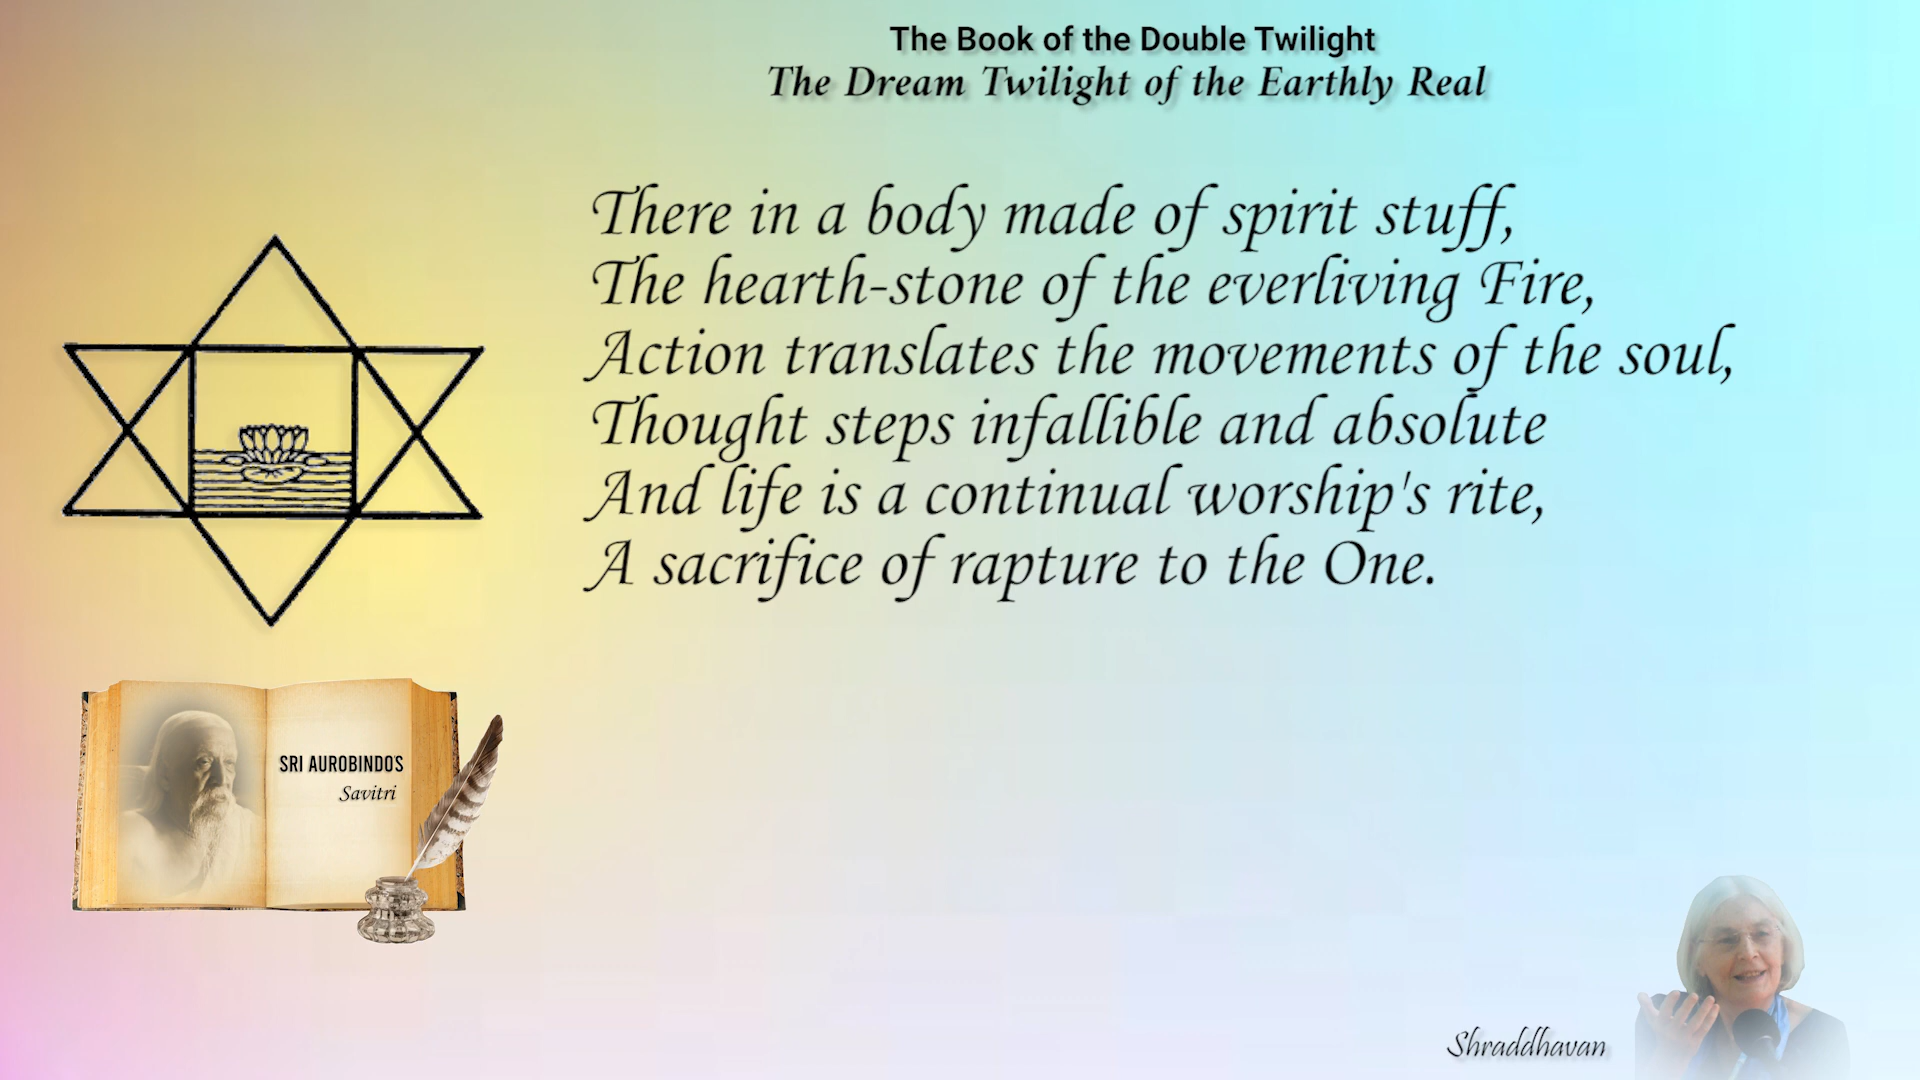 The Book of the Double Twilight
The Dream Twilight of the Earthly Real
There in a body made of spirit stuff,
The hearth-stone of the everliving Fire,
Action translates the movements of the soul,
Thought steps infallible and absolute
And life is a continual worship's rite,
A sacrifice of rapture to the One.
SRI AUROBINDO'S
Savitri
Shraddhavan